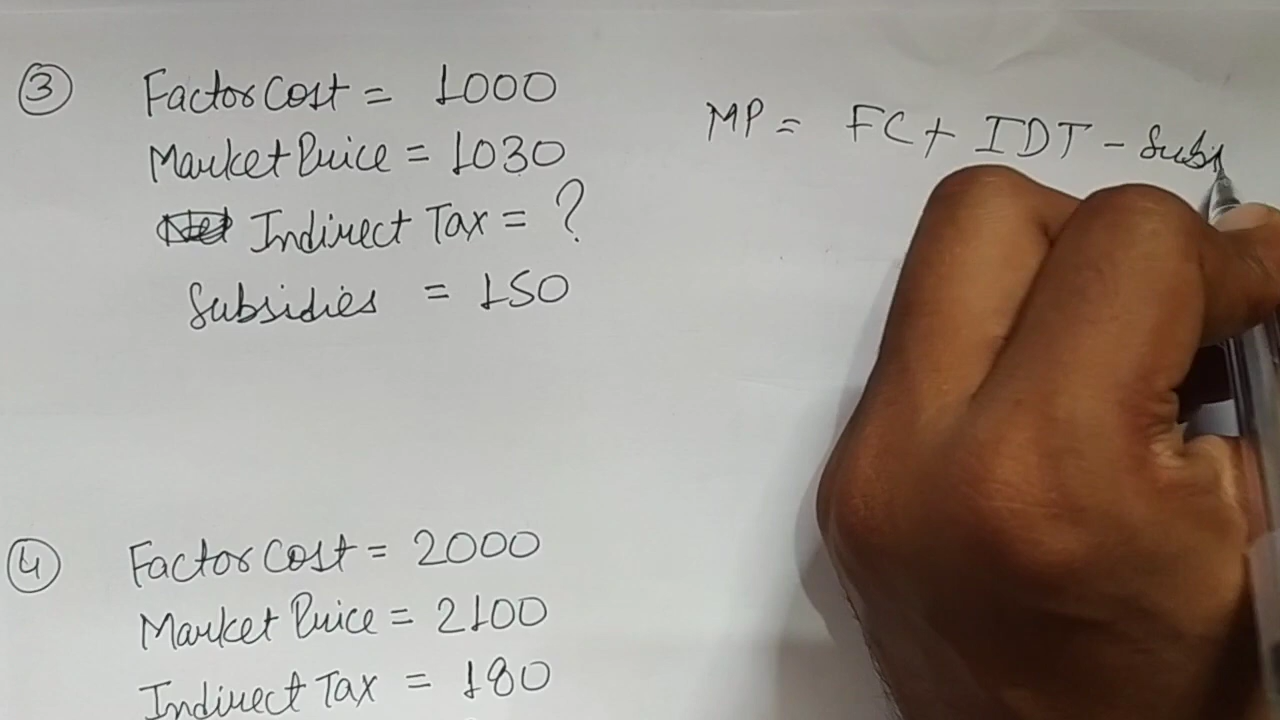 ③ Factor Cost = 1000
Market Price = 1030
Indirect Tax = ?
Subsidies = 150
MP = FC + IDT - Subsi
④ Factor Cost = 2000
Market Price = 2100
Indirect Tax = 180